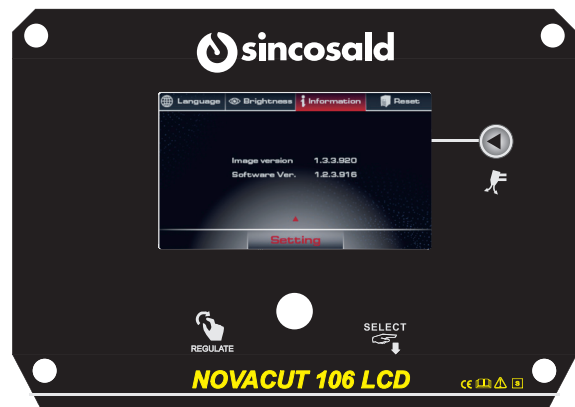 sincosald
Language Brightness Information Reset
Image version 1.3.3.920
Software Ver. 1.2.3.916
Setting
REGULATE
SELECT
NOVACUT 106 LCD
CE S